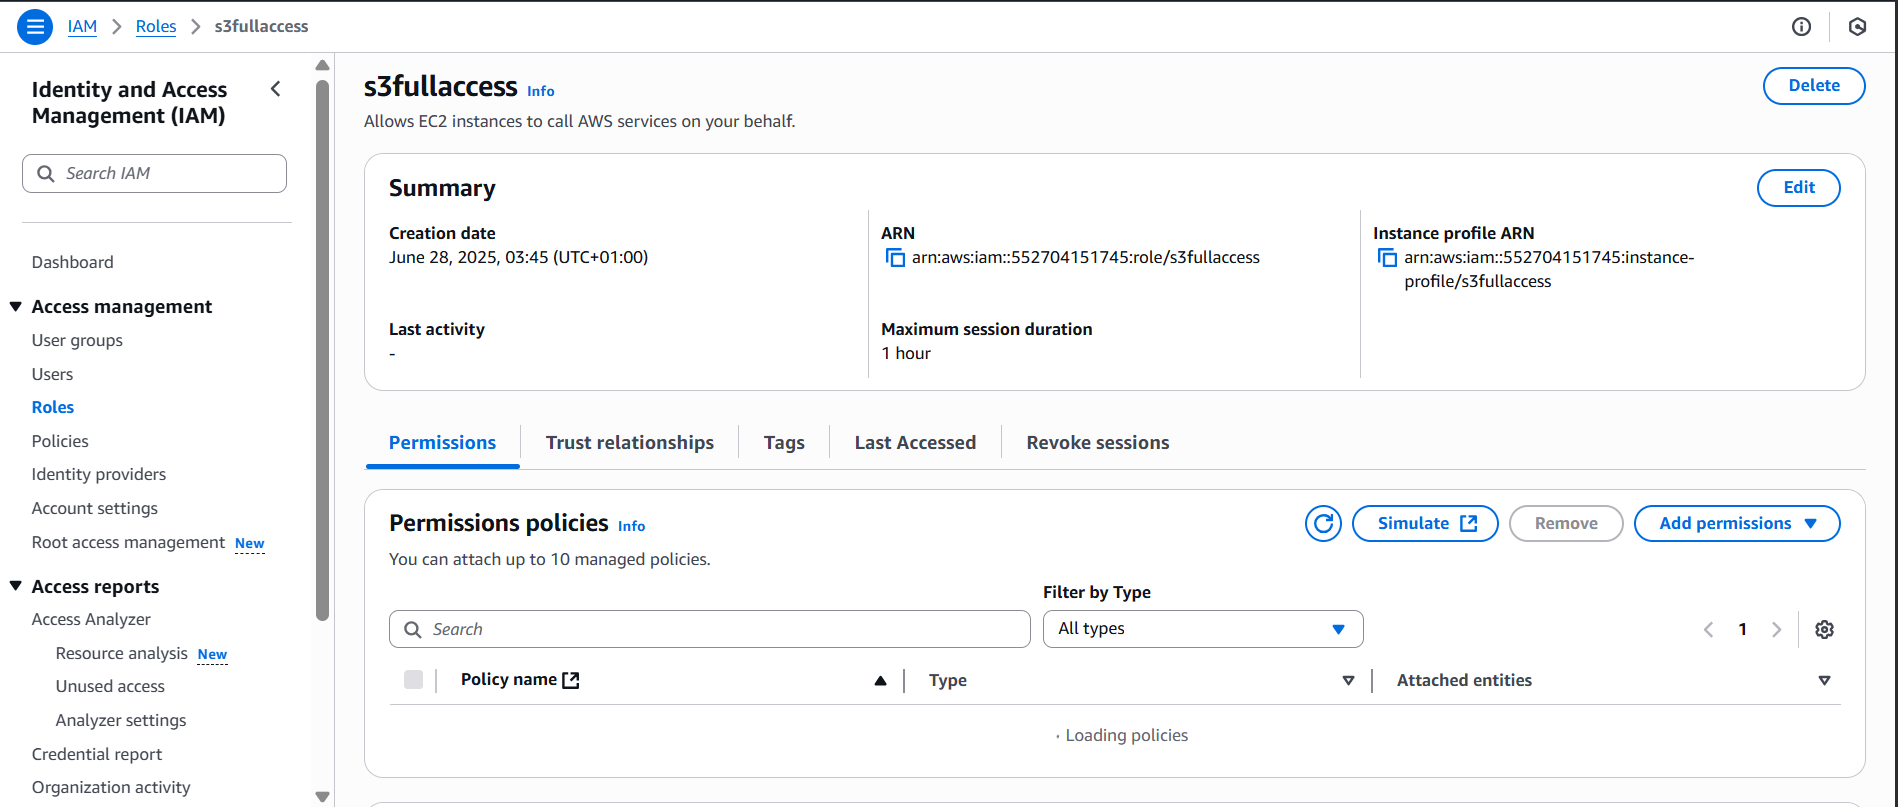 IAM > Roles > s3fullaccess
Identity and Access
Management (IAM)
Search IAM
Dashboard
Access management
User groups
Users
Roles
Policies
Identity providers
Account settings
Root access management New
Access reports
Access Analyzer
Resource analysis New
Unused access
Analyzer settings
Credential report
Organization activity
s3fullaccess Info
Delete
Allows EC2 instances to call AWS services on your behalf.
Summary
Edit
Creation date
June 28, 2025, 03:45 (UTC+01:00)
ARN
arn:aws:iam::552704151745:role/s3fullaccess
Instance profile ARN
arn:aws:iam::552704151745:instance-
profile/s3fullaccess
Last activity
-
Maximum session duration
1 hour
Permissions
Trust relationships
Tags
Last Accessed
Revoke sessions
Permissions policies Info
Simulate
Remove
Add permissions
You can attach up to 10 managed policies.
Filter by Type
Search
All types
1
Policy name
Type
Attached entities
Loading policies